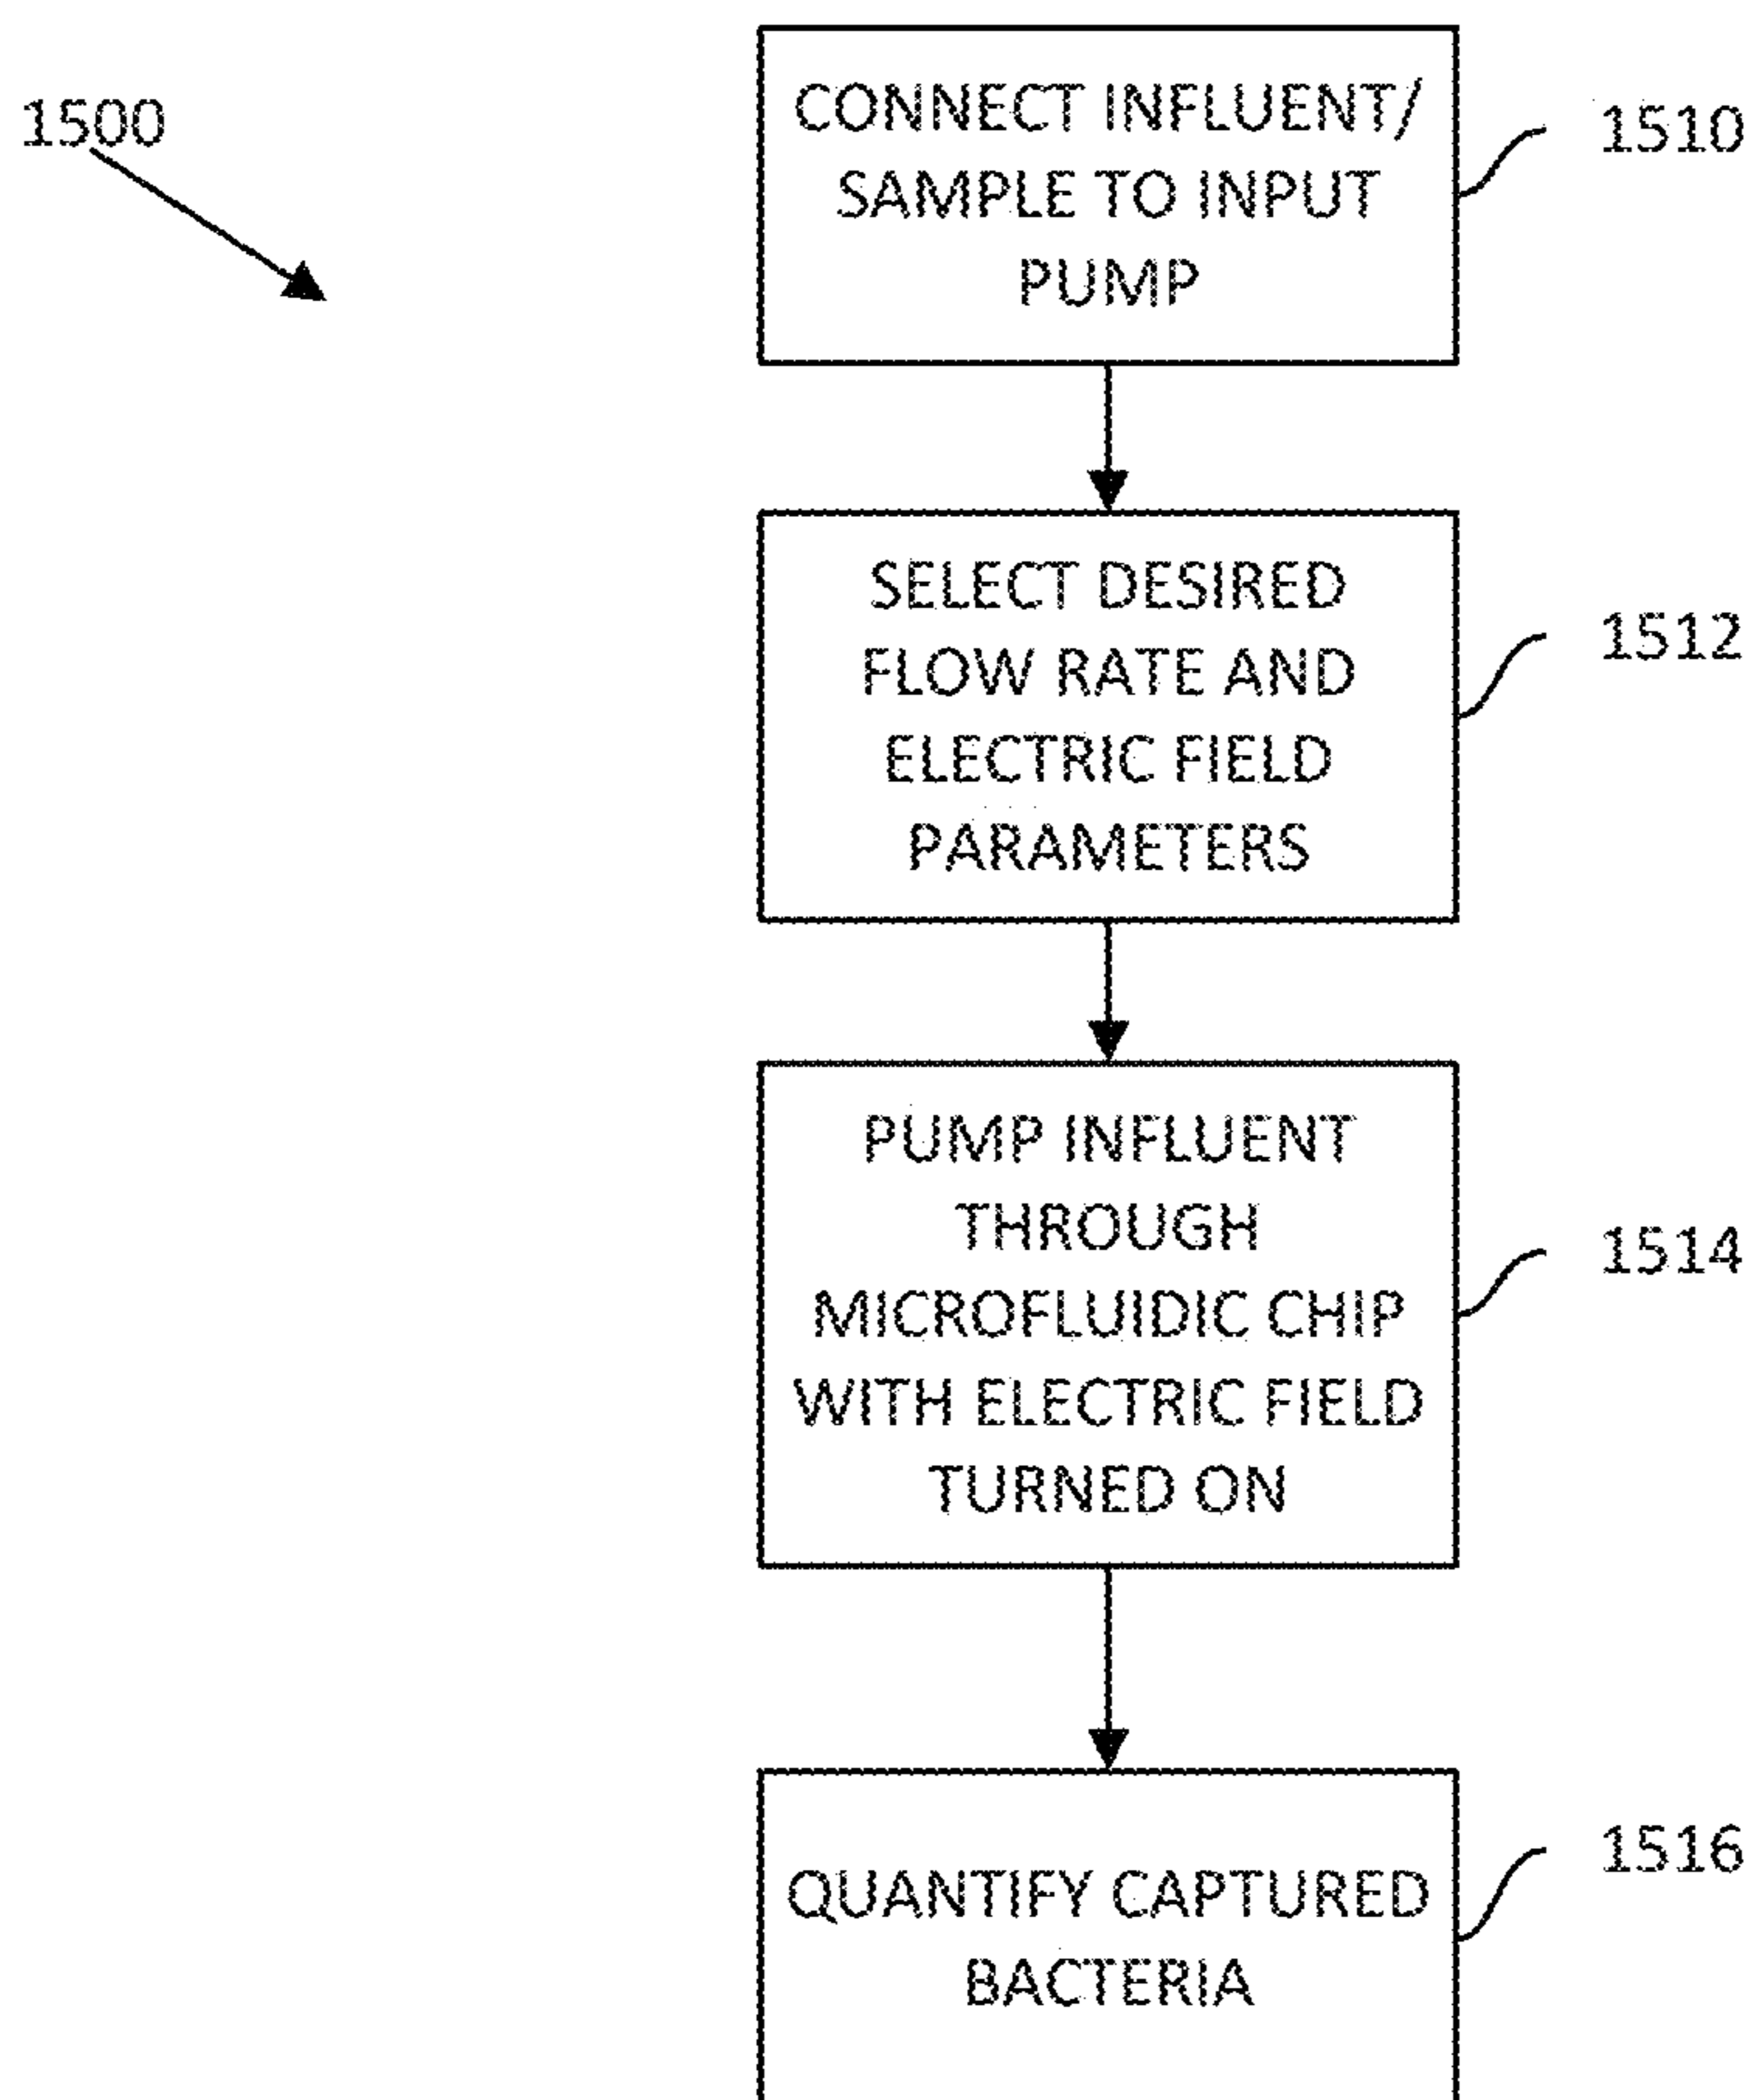 1500
CONNECT INFLUENT/
SAMPLE TO INPUT
PUMP
1510
SELECT DESIRED
FLOW RATE AND
ELECTRIC FIELD
PARAMETERS
1512
PUMP INFLUENT
THROUGH
MICROFLUIDIC CHIP
WITH ELECTRIC FIELD
TURNED ON
1514
QUANTIFY CAPTURED
BACTERIA
1516